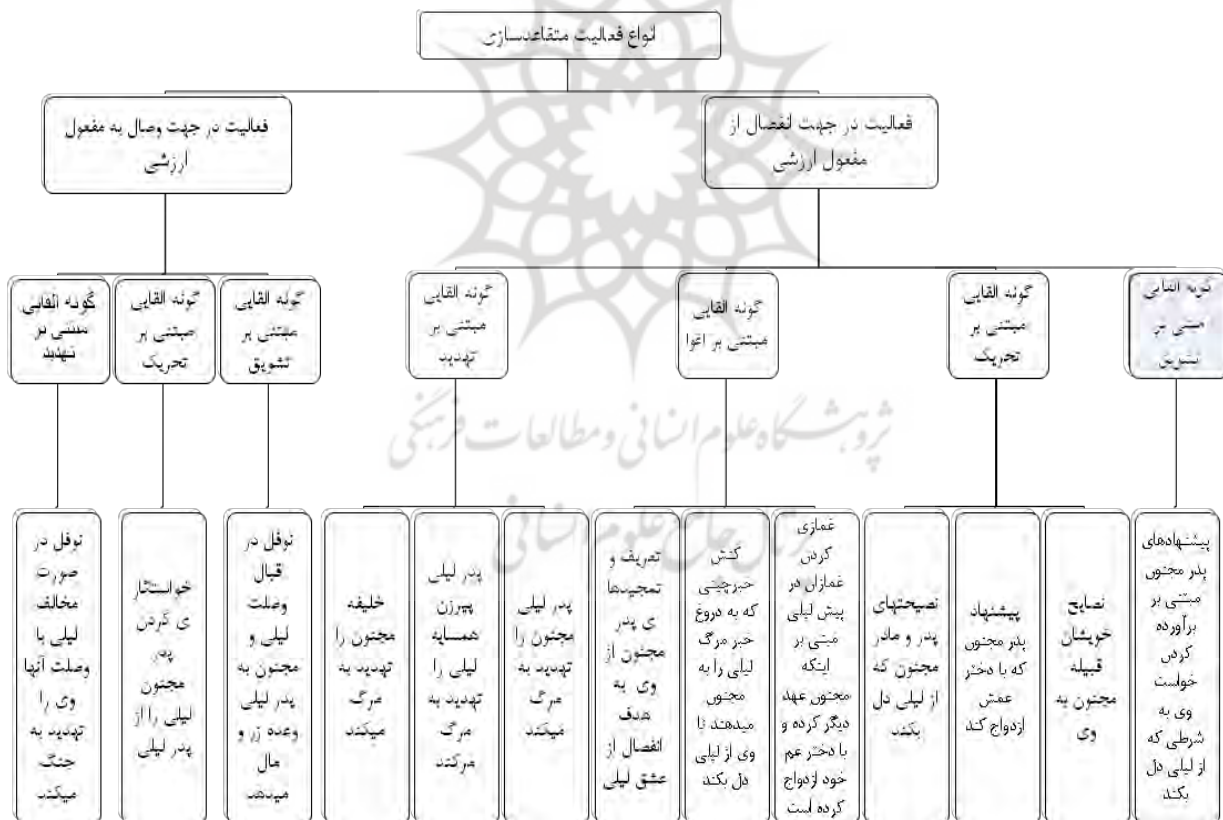 انواع فعالیت متقاعدسازی
فعالیت در جهت انفصال از
مفعول ارزشی
فعالیت در جهت وصال به مفعول
ارزشی
گونه القایی
مبتنی بر
تشویق
گونه القایی
مبتنی بر
تحریک
گونه القایی
مبتنی بر اغوا
گونه القایی
مبتنی بر
تهدید
گونه القایی
مبتنی بر
تشویق
گونه القایی
مبتنی بر
تحریک
گونه القایی
مبتنی بر
تهدید
پژوهشگاه علوم انسانی و مطالعات فرهنگی
پرتال جامع علوم انسانی
پیشنهادهای
پدر مجنون
مبتنی بر
برآورده
کردن
خواست
وی به
شرطی که
از لیلی دل
بکند
نصایح
خویشان
قبیله
مجنون به
وی
پیشنهاد
پدر مجنون
که با دختر
عمش
ازدواج کند
نصیحتهای
پدر و مادر
مجنون که
از لیلی دل
بکند
غمازی
کردن
غمازان در
پیش لیلی
مبنی بر
اینکه
مجنون عهد
دیگر کرده و
با دختر عم
خود ازدواج
کرده است
کنش
خبرچینی
که به دروغ
خبر مرگ
لیلی را به
مجنون
میدهند تا
وی از لیلی
دل بکند
تعریف و
تمجیدها
ی پدر
مجنون از
وی به
هدف
انفصال از
عشق لیلی
پدر لیلی
مجنون را
تهدید به
مرگ
میکند
پدر لیلی
پیرزن
همسایه
لیلی را
تهدید به
مرگ
میکند
خلیفه
مجنون را
تهدید به
مرگ
میکند
نوفل در
قبال
وصلت
لیلی و
مجنون به
پدر لیلی
وعده زر و
مال
میدهد
خواستگار
ی کردن
پدر
مجنون
لیلی را از
پدر لیلی
نوفل در
صورت
مخالف
لیلی با
وصلت آنها
وی را
تهدید به
جنگ
میکند